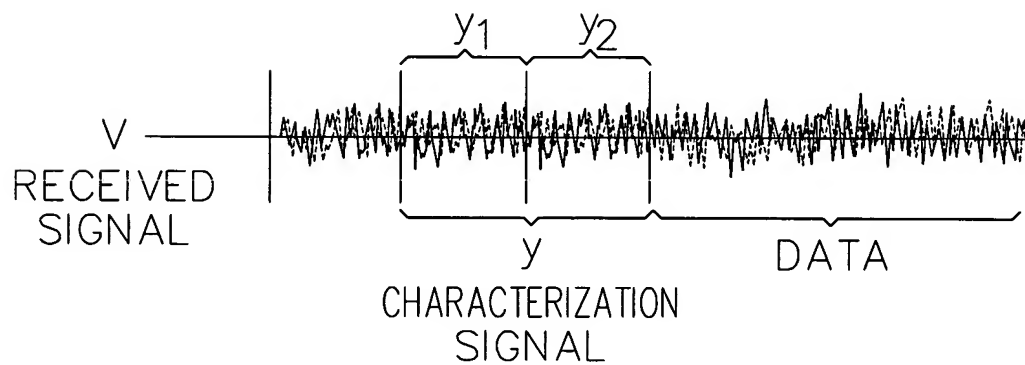 y1 y2
V
RECEIVED
SIGNAL
y
DATA
CHARACTERIZATION
SIGNAL